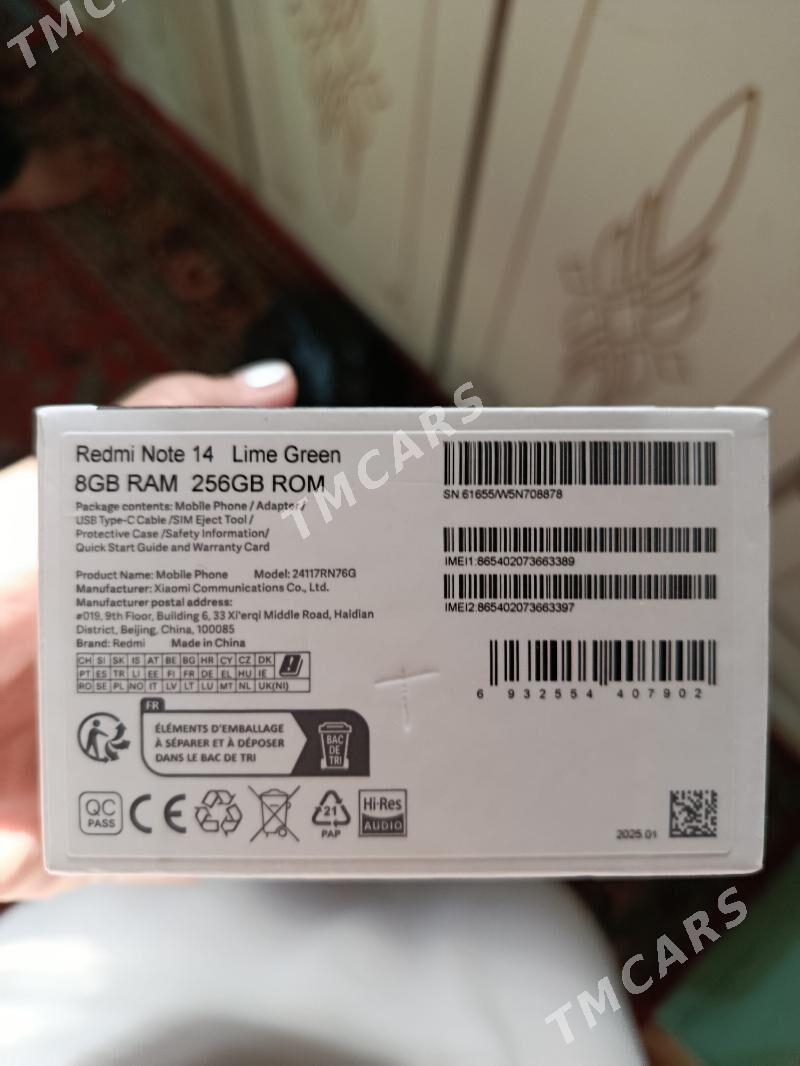 TMCARS
Redmi Note 14 Lime Green
8GB RAM 256GB ROM
Package contents: Mobile Phone / Adapter/
USB Type-C Cable /SIM Eject Tool /
Protective Case /Safety Information/
Quick Start Guide and Warranty Card
Product Name: Mobile Phone Model: 24117RN76G
Manufacturer: Xiaomi Communications Co., Ltd.
Manufacturer postal address:
#019, 9th Floor, Building 6, 33 Xi'erqi Middle Road, Haidian
District, Beijing, China, 100085
Brand: Redmi Made in China
CH SI SK IS AT BE BG HR CY CZ DK
PT ES TR LI EE FI FR DE EL HU IE
RO SE PL NO IT LV LT LU MT NL UK(NI)
FR
ÉLÉMENTS D'EMBALLAGE
À SÉPARER ET À DÉPOSER
DANS LE BAC DE TRI
BAC
DE
TRI
QC
PASS
CE
21
PAP
Hi-Res
AUDIO
SN:61655/W5N708878
IMEI1:865402073663389
IMEI2:865402073663397
6 932554 407902
2025.01
TMCARS
TMCARS